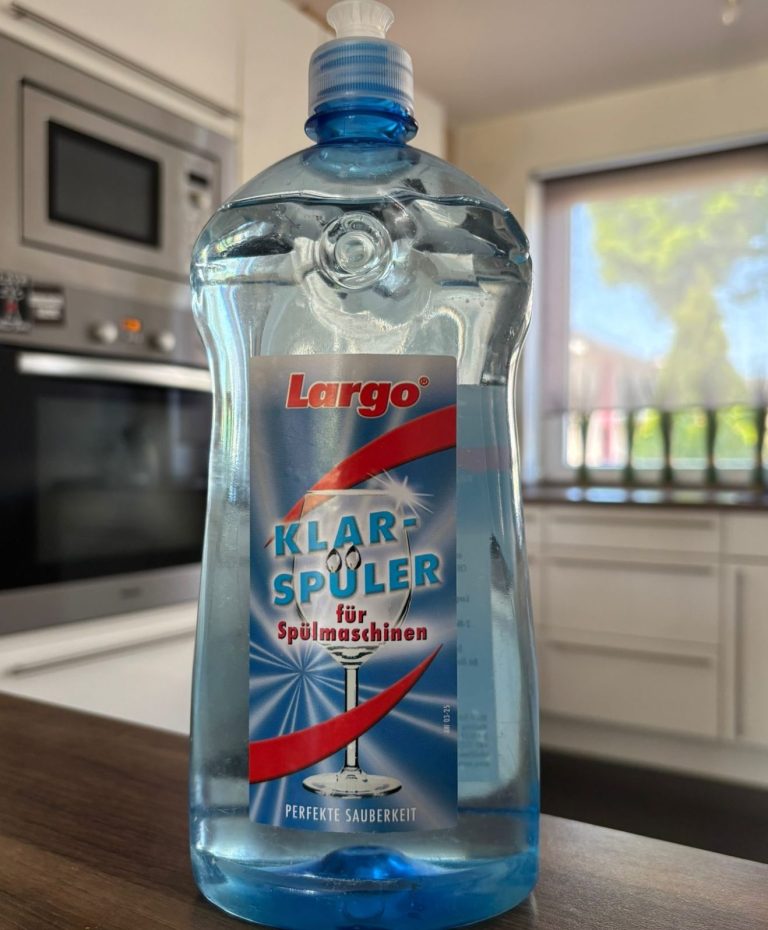 Largo®
KLAR-
SPÜLER
für
Spülmaschinen
PERFEKTE SAUBERKEIT